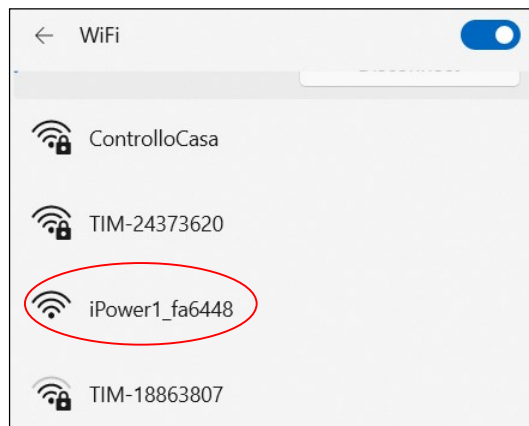 WiFi
ControlloCasa
TIM-24373620
iPower1_fa6448
TIM-18863807